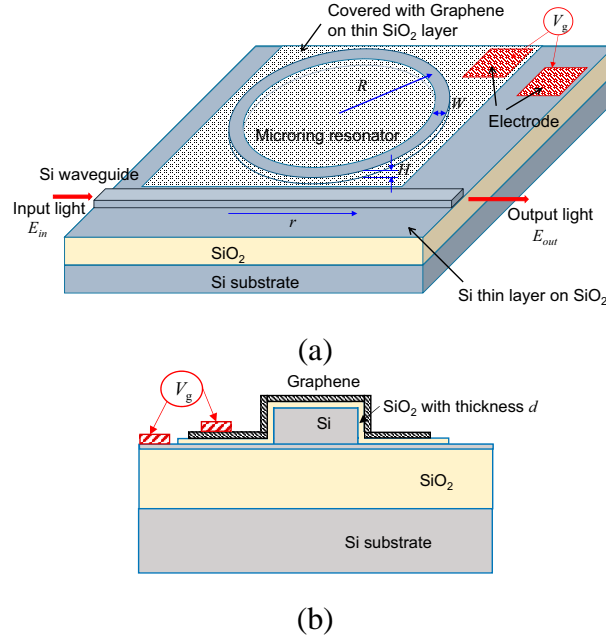 Covered with Graphene
on thin SiO2 layer
Vg
R
W
Electrode
Microring resonator
H
Si waveguide
Input light
Ein
r
Output light
Eout
SiO2
Si substrate
Si thin layer on SiO2
(a)
Graphene
Vg
SiO2 with thickness d
Si
SiO2
Si substrate
(b)